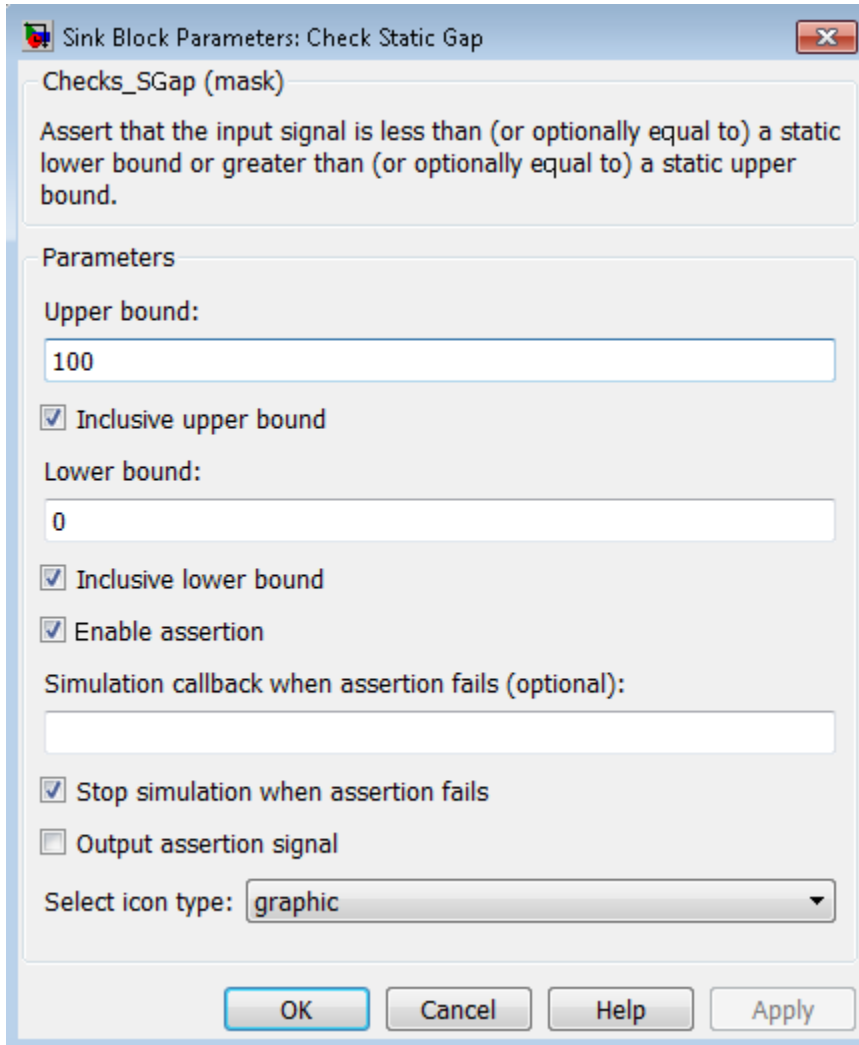 Sink Block Parameters: Check Static Gap
Checks_SGap (mask)
Assert that the input signal is less than (or optionally equal to) a static
lower bound or greater than (or optionally equal to) a static upper
bound.
Parameters
Upper bound:
100
Inclusive upper bound
Lower bound:
0
Inclusive lower bound
Enable assertion
Simulation callback when assertion fails (optional):
Stop simulation when assertion fails
Output assertion signal
Select icon type: graphic
OK Cancel Help Apply